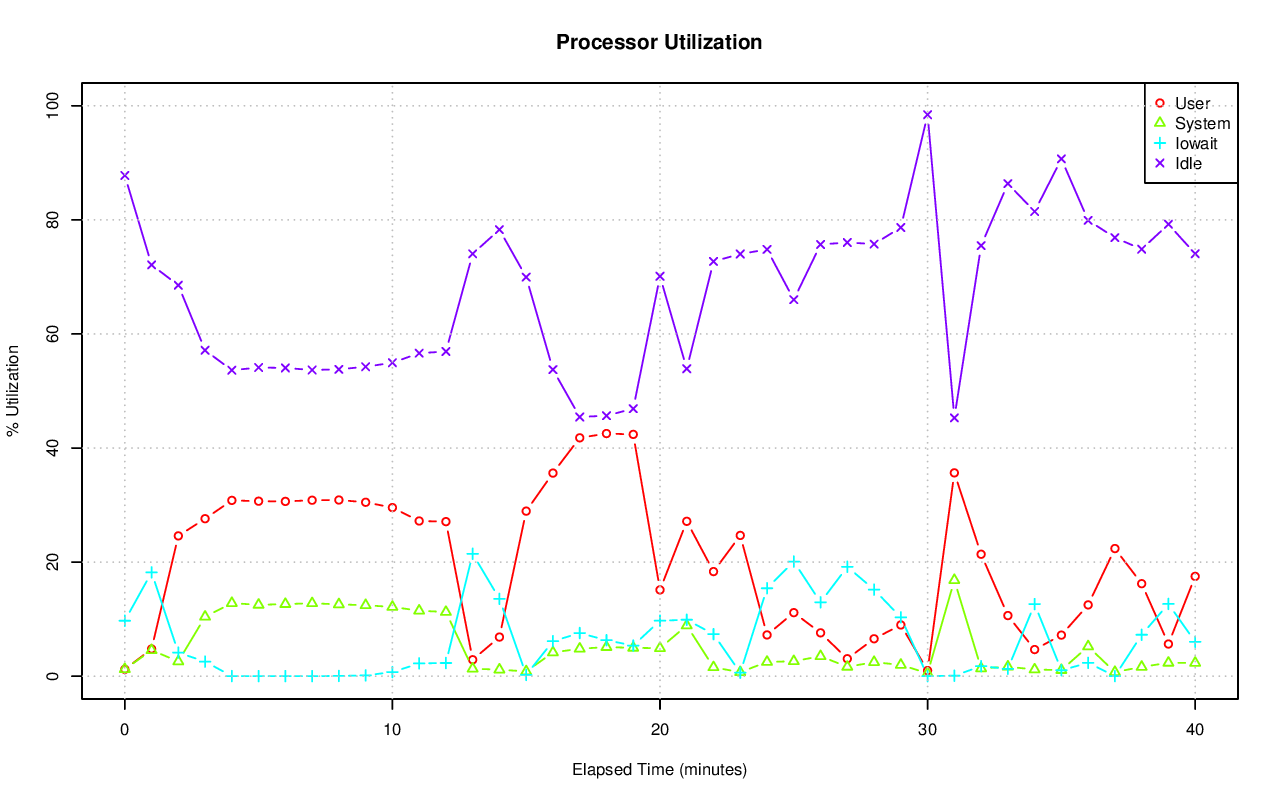 Processor Utilization
User
System
Iowait
Idle
100
80
60
40
20
0
% Utilization
0 10 20 30 40
Elapsed Time (minutes)